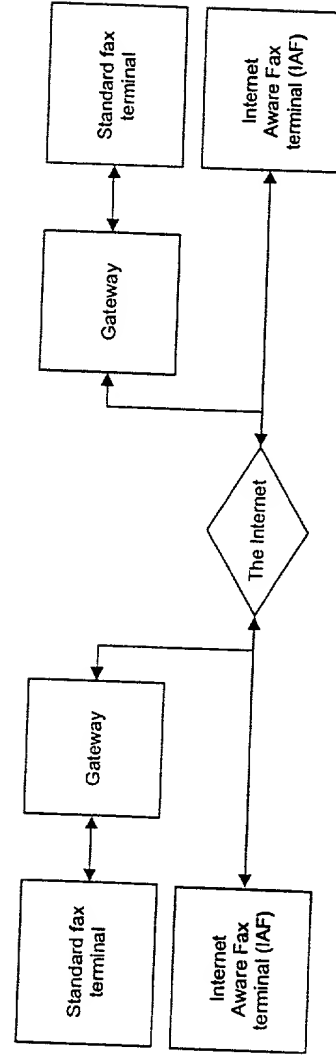 Standard fax
terminal
Gateway
Internet
Aware Fax
terminal (IAF)
The Internet
Gateway
Standard fax
terminal
Internet
Aware Fax
terminal (IAF)